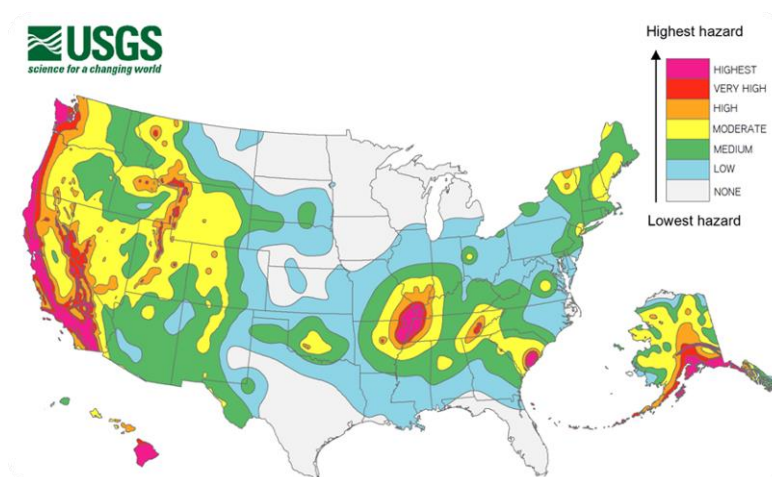 USGS
science for a changing world
Highest hazard
HIGHEST
VERY HIGH
HIGH
MODERATE
MEDIUM
LOW
NONE
Lowest hazard